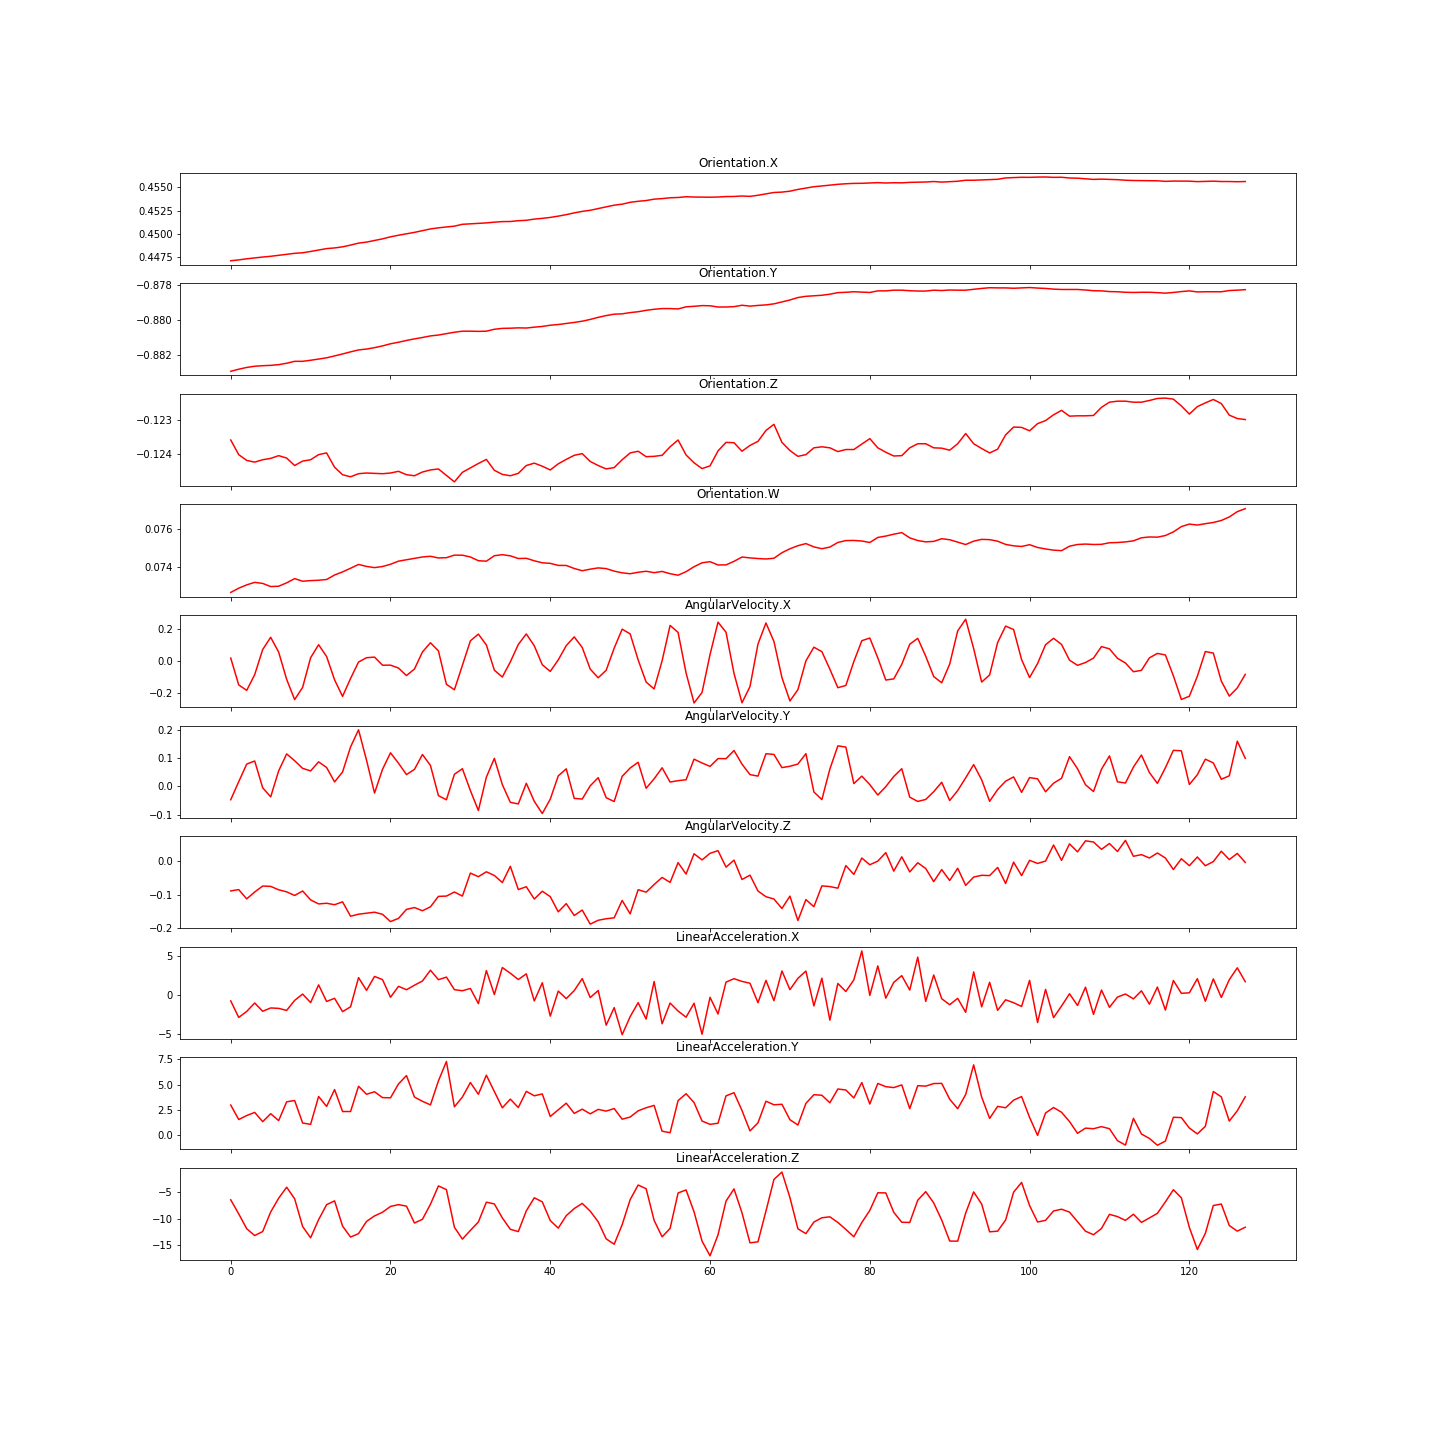 Orientation.X
0.4550
0.4525
0.4500
0.4475
Orientation.Y
−0.878
−0.880
−0.882
Orientation.Z
−0.123
−0.124
Orientation.W
0.076
0.074
AngularVelocity.X
0.2
0.0
−0.2
AngularVelocity.Y
0.2
0.1
0.0
−0.1
AngularVelocity.Z
0.0
−0.1
−0.2
LinearAcceleration.X
5
0
−5
LinearAcceleration.Y
7.5
5.0
2.5
0.0
LinearAcceleration.Z
−5
−10
−15
0 20 40 60 80 100 120